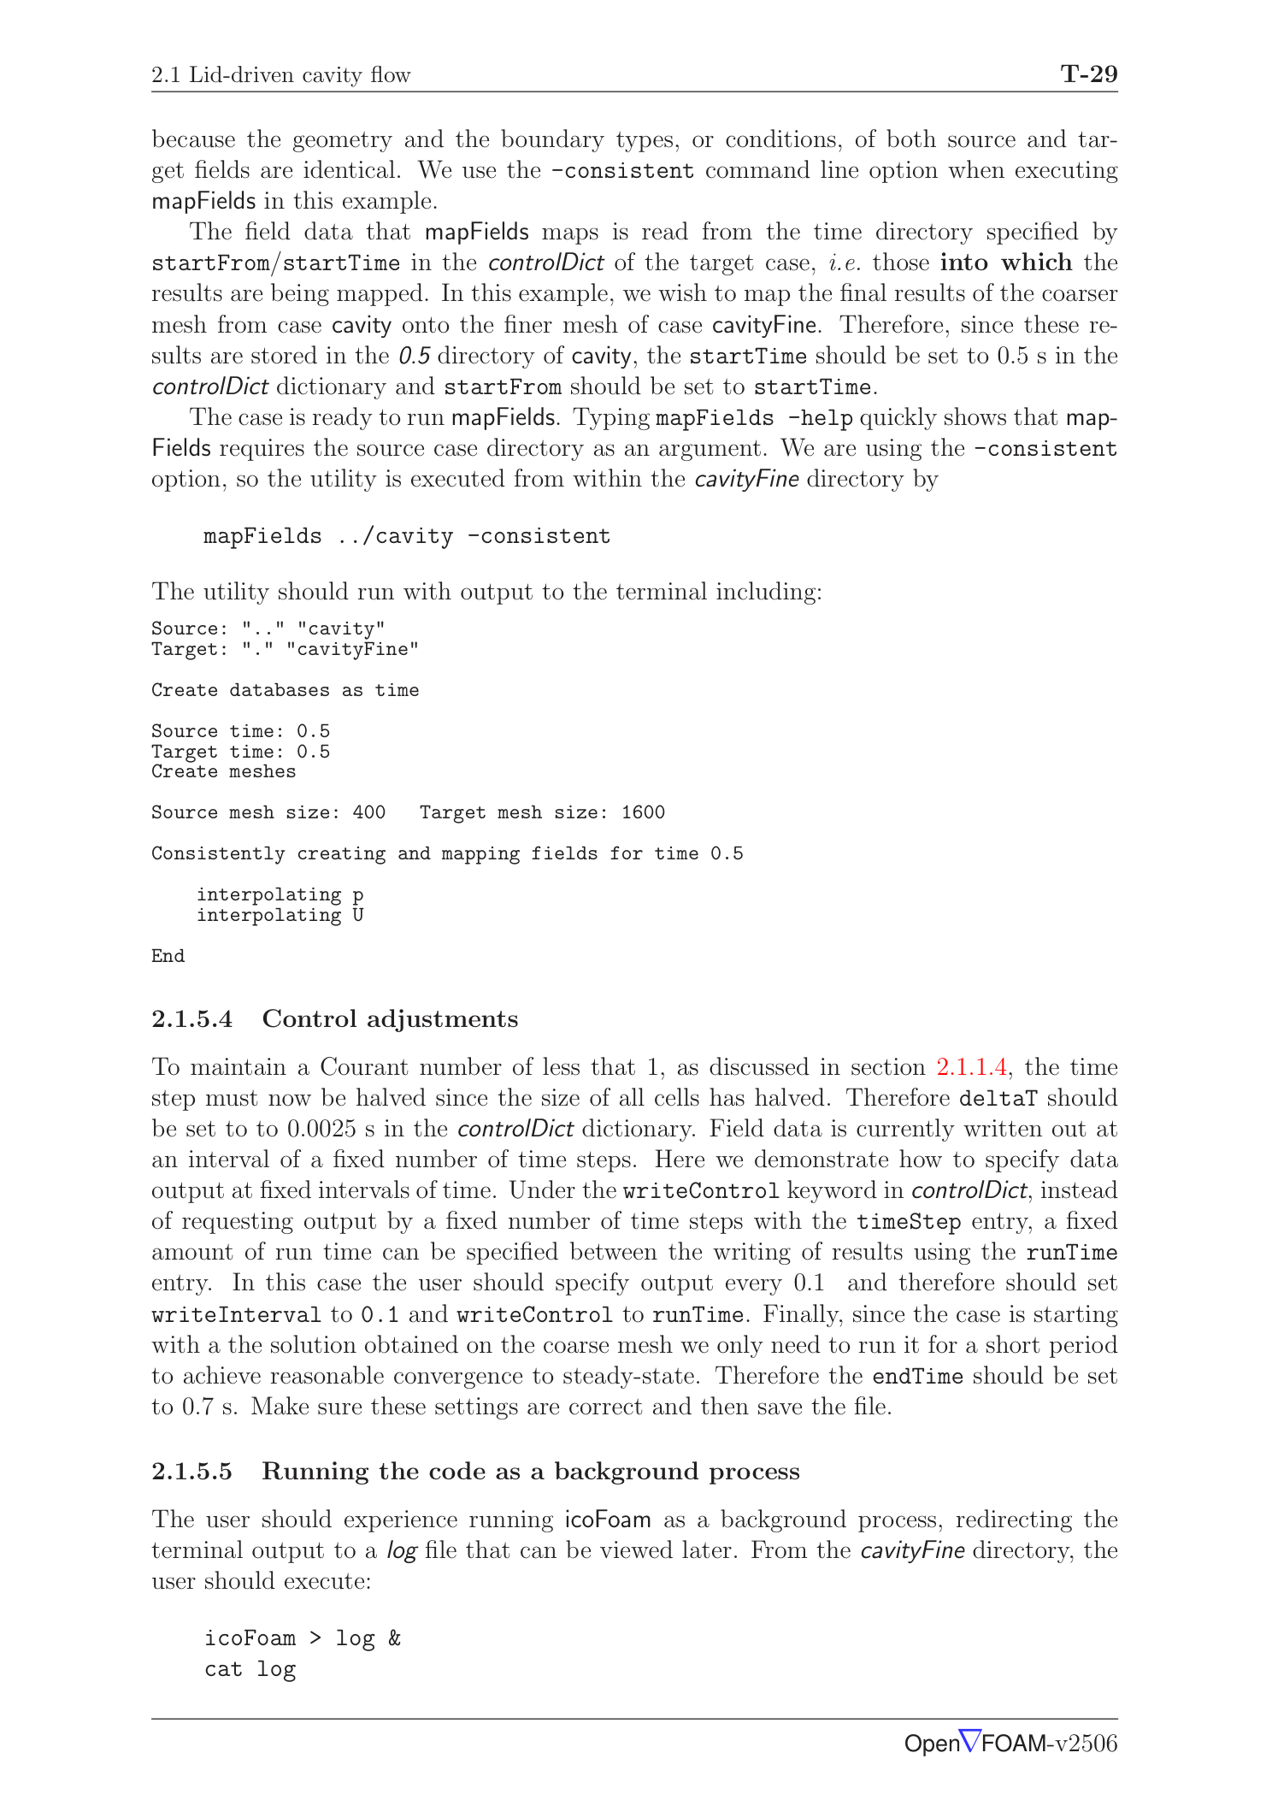 2.1 Lid-driven cavity flow T-29
because the geometry and the boundary types, or conditions, of both source and tar-
get fields are identical. We use the -consistent command line option when executing
mapFields in this example.
The field data that mapFields maps is read from the time directory specified by
startFrom/startTime in the controlDict of the target case, i.e. those into which the
results are being mapped. In this example, we wish to map the final results of the coarser
mesh from case cavity onto the finer mesh of case cavityFine. Therefore, since these re-
sults are stored in the 0.5 directory of cavity, the startTime should be set to 0.5 s in the
controlDict dictionary and startFrom should be set to startTime.
The case is ready to run mapFields. Typing mapFields -help quickly shows that map-
Fields requires the source case directory as an argument. We are using the -consistent
option, so the utility is executed from within the cavityFine directory by
mapFields ../cavity -consistent
The utility should run with output to the terminal including:
Source: ".." "cavity"
Target: "." "cavityFine"
Create databases as time
Source time: 0.5
Target time: 0.5
Create meshes
Source mesh size: 400 Target mesh size: 1600
Consistently creating and mapping fields for time 0.5
interpolating p
interpolating U
End
2.1.5.4 Control adjustments
To maintain a Courant number of less that 1, as discussed in section 2.1.1.4, the time
step must now be halved since the size of all cells has halved. Therefore deltaT should
be set to to 0.0025 s in the controlDict dictionary. Field data is currently written out at
an interval of a fixed number of time steps. Here we demonstrate how to specify data
output at fixed intervals of time. Under the writeControl keyword in controlDict, instead
of requesting output by a fixed number of time steps with the timeStep entry, a fixed
amount of run time can be specified between the writing of results using the runTime
entry. In this case the user should specify output every 0.1 and therefore should set
writeInterval to 0.1 and writeControl to runTime. Finally, since the case is starting
with a the solution obtained on the coarse mesh we only need to run it for a short period
to achieve reasonable convergence to steady-state. Therefore the endTime should be set
to 0.7 s. Make sure these settings are correct and then save the file.
2.1.5.5 Running the code as a background process
The user should experience running icoFoam as a background process, redirecting the
terminal output to a log file that can be viewed later. From the cavityFine directory, the
user should execute:
icoFoam > log &
cat log
Open∇FOAM-v2506